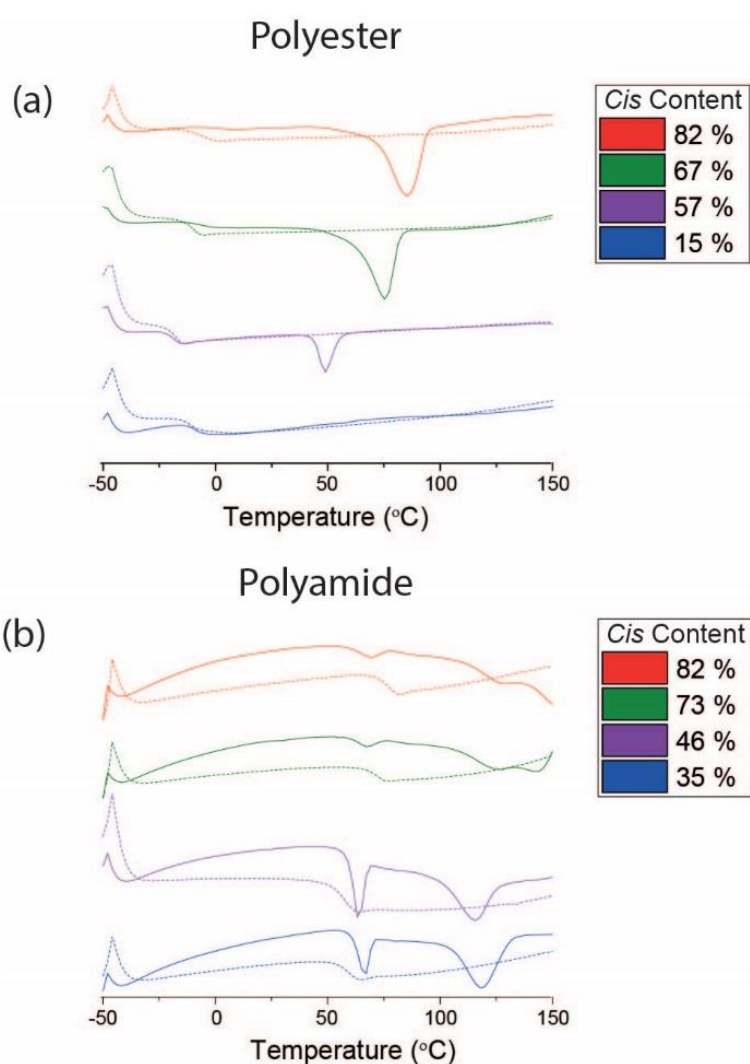 Polyester
(a)
Cis Content
82 %
67 %
57 %
15 %
-50 0 50 100 150
Temperature (°C)
Polyamide
(b)
Cis Content
82 %
73 %
46 %
35 %
-50 0 50 100 150
Temperature (°C)